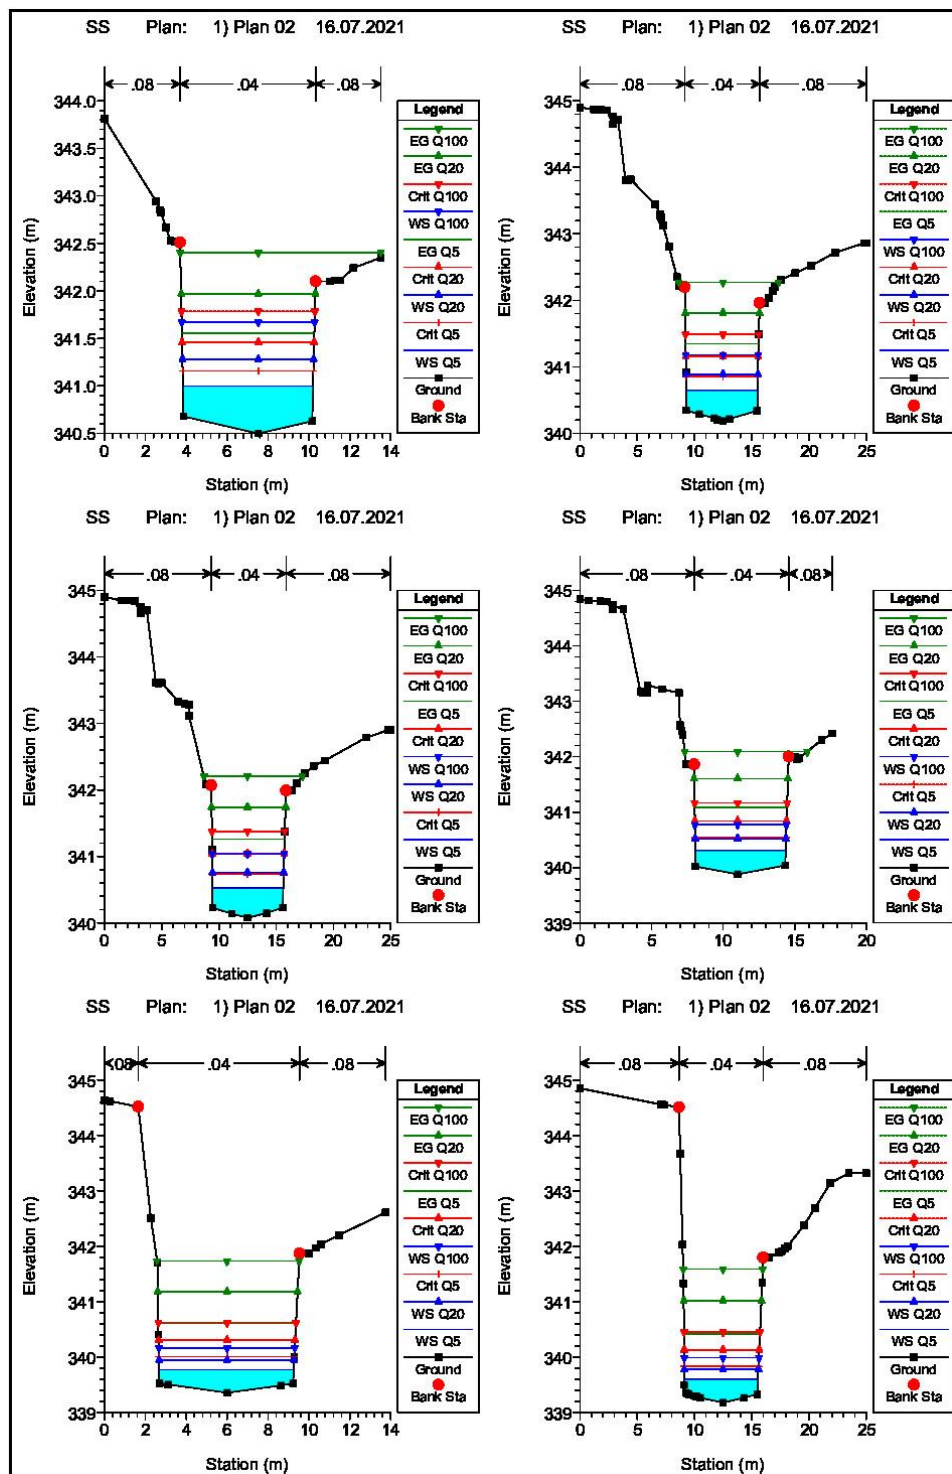 SS Plan: 1) Plan 02 16.07.2021
.08 .04 .08
344.0
343.5
343.0
342.5
342.0
341.5
341.0
340.5
Elevation (m)
0 2 4 6 8 10 12 14
Station (m)
Legend
EG Q100
EG Q20
Crit Q100
WS Q100
EG Q5
Crit Q20
WS Q20
Crit Q5
WS Q5
Ground
Bank Sta
SS Plan: 1) Plan 02 16.07.2021
.08 .04 .08
345
344
343
342
341
340
Elevation (m)
0 5 10 15 20 25
Station (m)
Legend
EG Q100
EG Q20
Crit Q100
EG Q5
WS Q100
Crit Q20
WS Q20
Crit Q5
WS Q5
Ground
Bank Sta
SS Plan: 1) Plan 02 16.07.2021
.08 .04 .08
345
344
343
342
341
340
Elevation (m)
0 5 10 15 20 25
Station (m)
Legend
EG Q100
EG Q20
Crit Q100
EG Q5
Crit Q20
WS Q100
WS Q20
Crit Q5
WS Q5
Ground
Bank Sta
SS Plan: 1) Plan 02 16.07.2021
.08 .04 .08
345
344
343
342
341
340
339
Elevation (m)
0 5 10 15 20
Station (m)
Legend
EG Q100
EG Q20
Crit Q100
EG Q5
Crit Q20
WS Q100
Crit Q5
WS Q20
WS Q5
Ground
Bank Sta
SS Plan: 1) Plan 02 16.07.2021
.08 .04 .08
345
344
343
342
341
340
339
Elevation (m)
0 2 4 6 8 10 12 14
Station (m)
Legend
EG Q100
EG Q20
Crit Q100
EG Q5
Crit Q20
WS Q100
Crit Q5
WS Q20
WS Q5
Ground
Bank Sta
SS Plan: 1) Plan 02 16.07.2021
.08 .04 .08
345
344
343
342
341
340
339
Elevation (m)
0 5 10 15 20 25
Station (m)
Legend
EG Q100
EG Q20
Crit Q100
EG Q5
Crit Q20
WS Q100
Crit Q5
WS Q20
WS Q5
Ground
Bank Sta